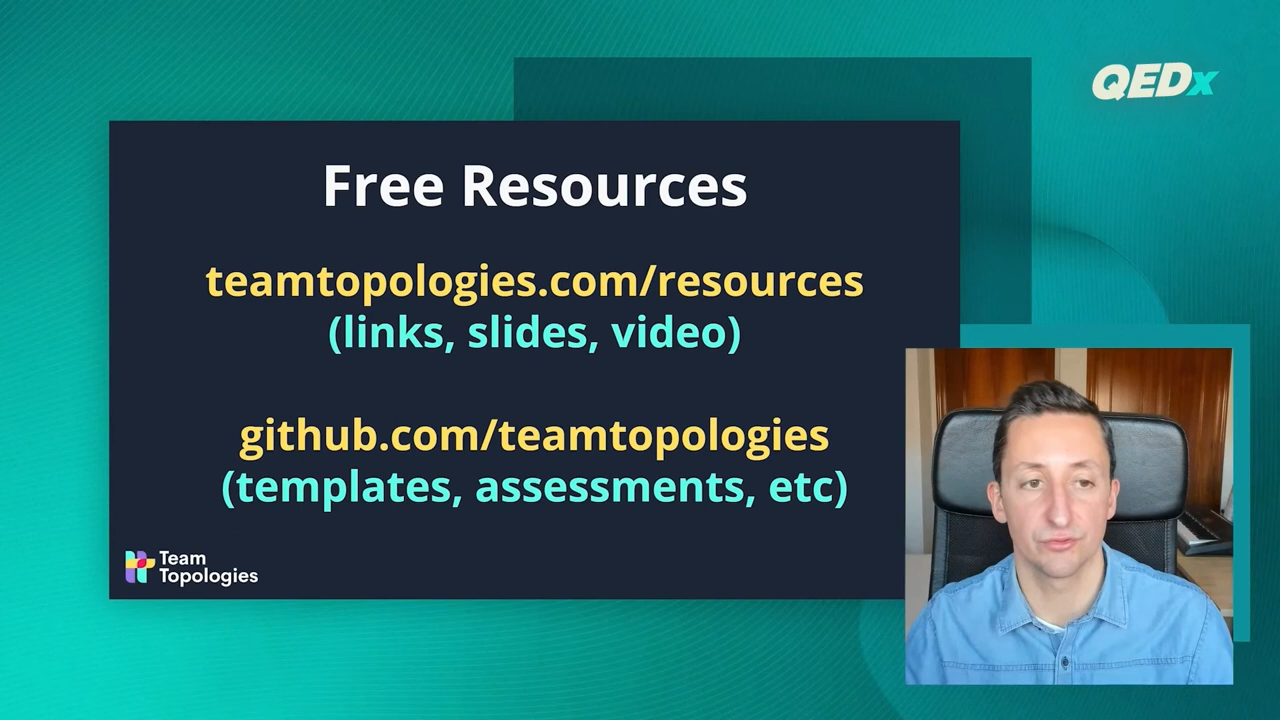 QEDx
Free Resources
teamtopologies.com/resources
(links, slides, video)
github.com/teamtopologies
(templates, assessments, etc)
Team
Topologies